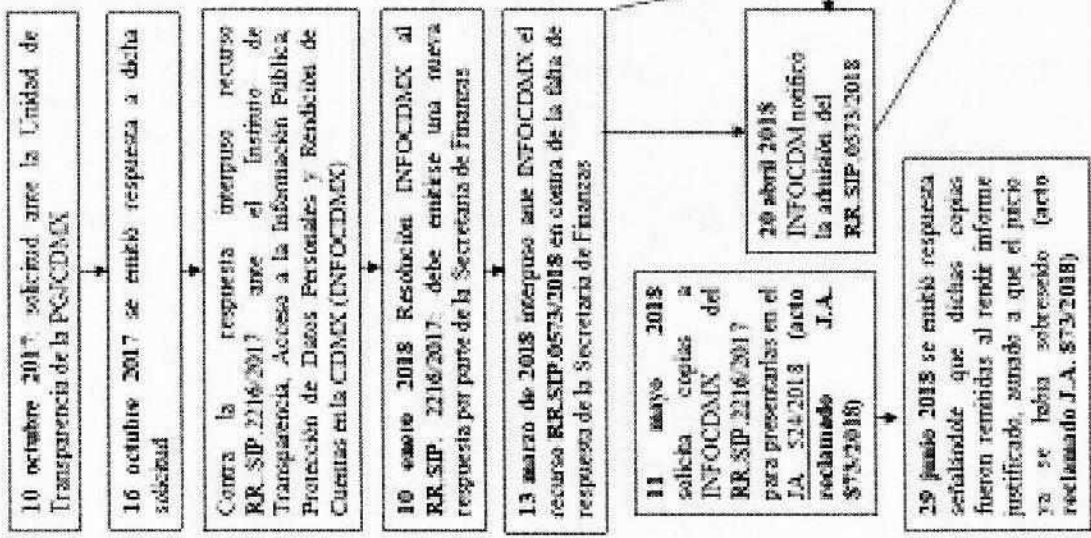 10 octubre 2017: solicitud ante la Unidad de
Transparencia de la PGJCDMX
16 octubre 2017 se emitió respuesta a dicha
solicitud
Contra la respuesta interpuso recurso
RR.SIP.2216/2017 ante el Instituto de
Transparencia, Acceso a la Información Pública,
Protección de Datos Personales y Rendición de
Cuentas en la CDMX (INFOCDMX)
10 enero 2018 Resolución INFOCDMX al
RR.SIP. 2216/2017: debe emitirse una nueva
respuesta por parte de la Secretaria de Finanzas
13 marzo de 2018 interpuso ante INFOCDMX el
recurso RR.SIP.0573/2018 en contra de la falta de
respuesta de la Secretaria de Finanzas
11 mayo 2018
solicita copias a
INFOCDMX del
RR.SIP.2216/2017
para presentarlas en el
JA 524/2018 (acto
reclamado J.A.
873/2018)
20 abril 2018
INFOCDM notificó
la admisión del
RR.SIP.0573/2018
29 junio 2018 se emitió respuesta
señalándole que dichas copias
fueron remitidas al rendir informe
justificado, aunado a que el juicio
ya se había sobreseído (acto
reclamado J.A. 873/2018)